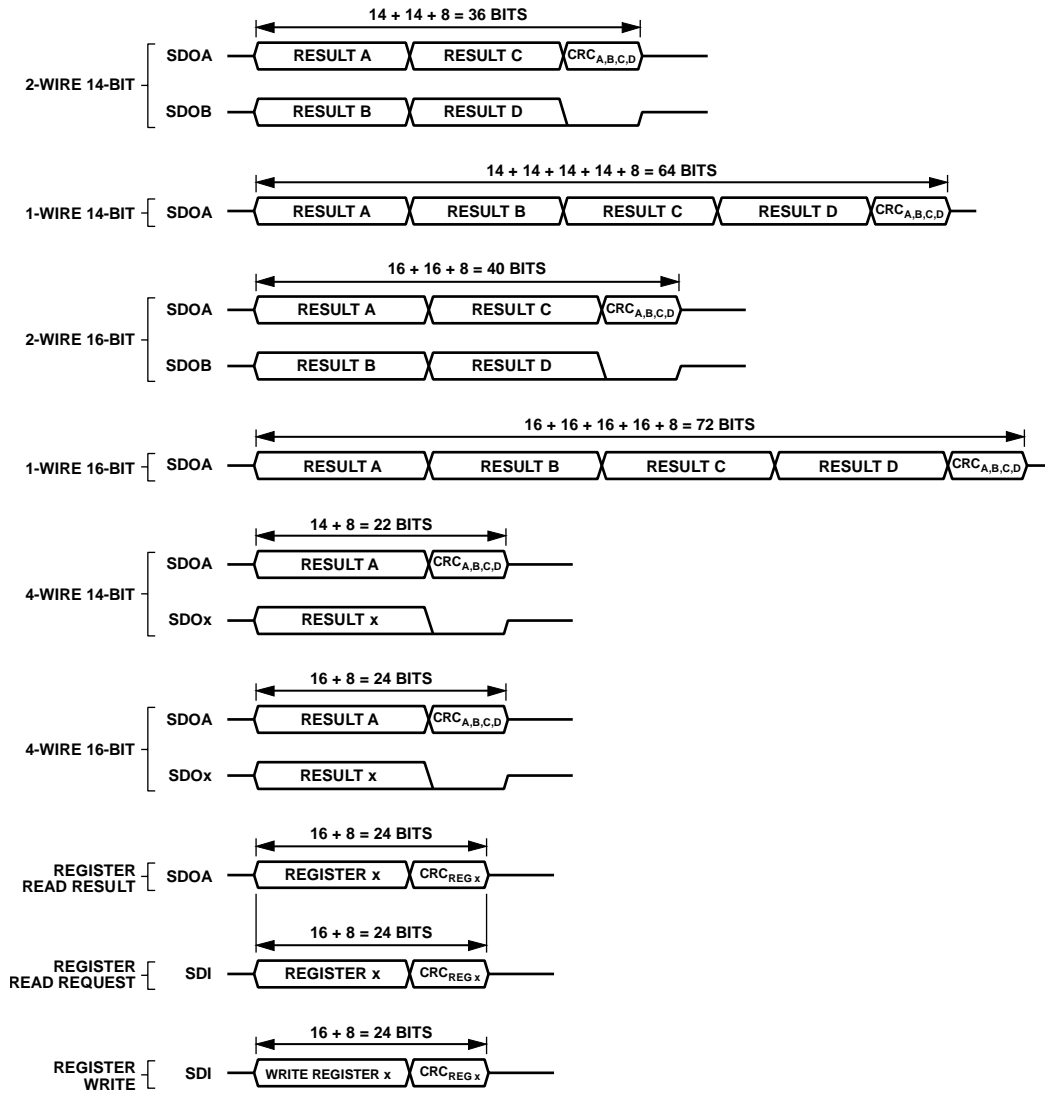 14 + 14 + 8 = 36 BITS
2-WIRE 14-BIT
SDOA RESULT A RESULT C CRCA,B,C,D
SDOB RESULT B RESULT D
14 + 14 + 14 + 14 + 8 = 64 BITS
1-WIRE 14-BIT SDOA RESULT A RESULT B RESULT C RESULT D CRCA,B,C,D
16 + 16 + 8 = 40 BITS
2-WIRE 16-BIT
SDOA RESULT A RESULT C CRCA,B,C,D
SDOB RESULT B RESULT D
16 + 16 + 16 + 16 + 8 = 72 BITS
1-WIRE 16-BIT SDOA RESULT A RESULT B RESULT C RESULT D CRCA,B,C,D
14 + 8 = 22 BITS
4-WIRE 14-BIT
SDOA RESULT A CRCA,B,C,D
SDOx RESULT x
16 + 8 = 24 BITS
4-WIRE 16-BIT
SDOA RESULT A CRCA,B,C,D
SDOx RESULT x
16 + 8 = 24 BITS
REGISTER
READ RESULT
SDOA REGISTER x CRCREG x
16 + 8 = 24 BITS
REGISTER
READ REQUEST
SDI REGISTER x CRCREG x
16 + 8 = 24 BITS
REGISTER
WRITE
SDI WRITE REGISTER x CRCREG x